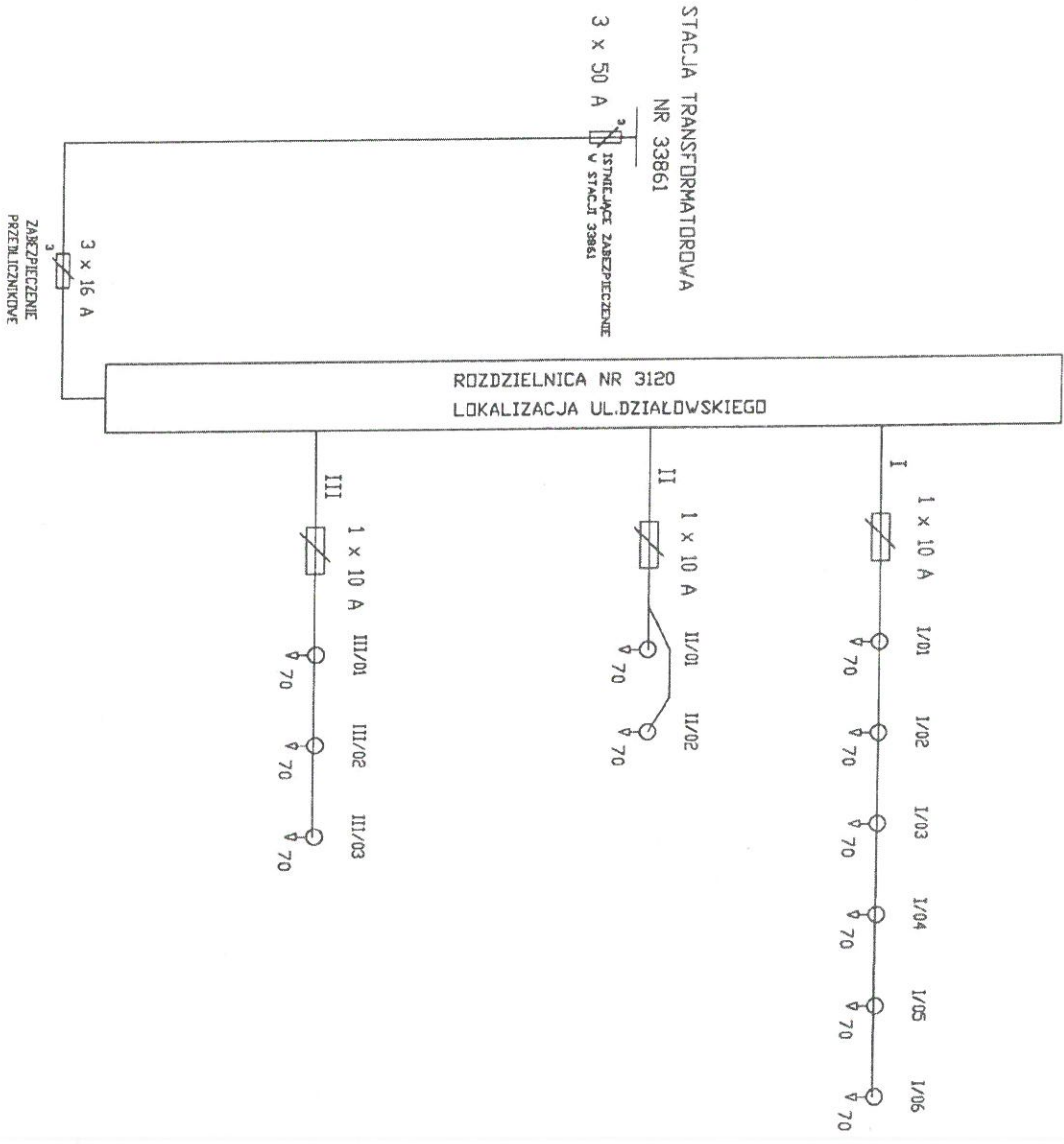 STACJA TRANSFORMATOROWA
NR 33861
3 x 50 A
3
ISTNIEJĄCE ZABEZPIECZENIE
W STACJI 33861
3 x 16 A
3
ZABEZPIECZENIE
PRZEDLICZNIKOWE
ROZDZIELNICA NR 3120
LOKALIZACJA UL.DZIAŁOWSKIEGO
I
1 x 10 A
I/01
70
I/02
70
I/03
70
I/04
70
I/05
70
I/06
70
II
1 x 10 A
II/01
70
II/02
70
III
1 x 10 A
III/01
70
III/02
70
III/03
70